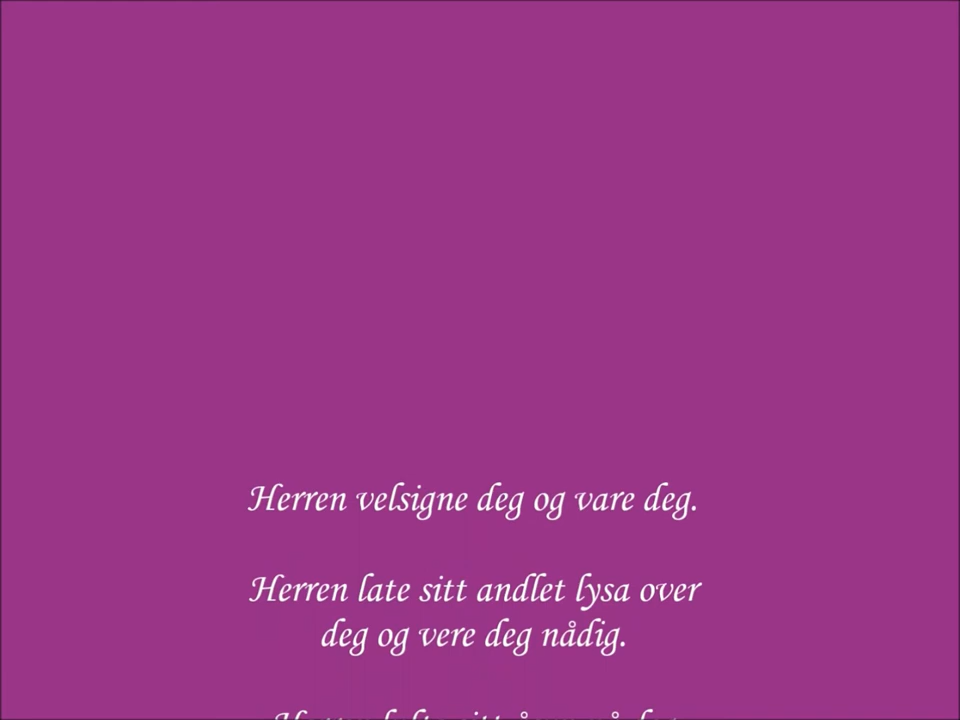 Herren velsigne deg og vare deg.
Herren late sitt andlet lysa over
deg og vere deg nådig.